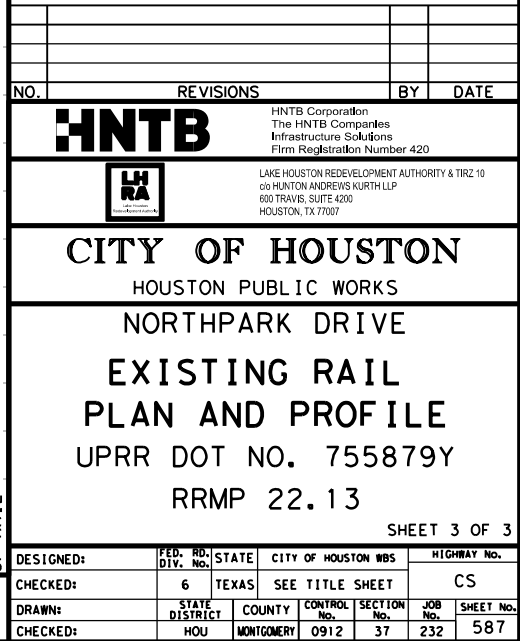 NO. REVISIONS BY DATE
HNTB
HNTB Corporation
The HNTB Companies
Infrastructure Solutions
Firm Registration Number 420
LH
RA
Lake Houston
Redevelopment Authority
LAKE HOUSTON REDEVELOPMENT AUTHORITY & TIRZ 10
c/o HUNTON ANDREWS KURTH LLP
600 TRAVIS, SUITE 4200
HOUSTON, TX 77007
CITY OF HOUSTON
HOUSTON PUBLIC WORKS
NORTHPARK DRIVE
EXISTING RAIL
PLAN AND PROFILE
UPRR DOT NO. 755879Y
RRMP 22.13
SHEET 3 OF 3
DESIGNED: FED. RD. DIV. No. STATE CITY OF HOUSTON WBS HIGHWAY No.
CHECKED: 6 TEXAS SEE TITLE SHEET CS
DRAWN: STATE DISTRICT COUNTY CONTROL No. SECTION No. JOB No. SHEET No.
CHECKED: HOU MONTGOMERY 0912 37 232 587